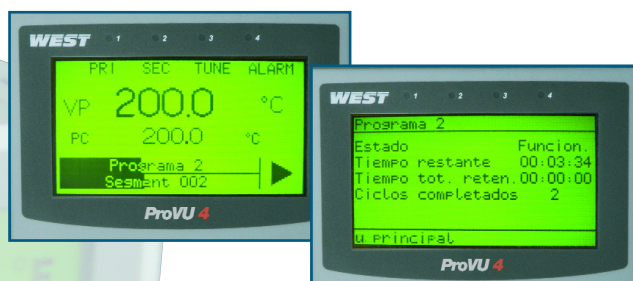 WEST 1 2 3 4
PRI SEC TUNE ALARM
VP 200.0 °C
PC 200.0 °C
Programa 2
Segment 002
ProVU 4
WEST 1 2 3 4
Programa 2
Estado Funcion.
Tiempo restante 00:03:34
Tiempo tot. reten. 00:00:00
Ciclos completados 2
u principal
ProVU 4